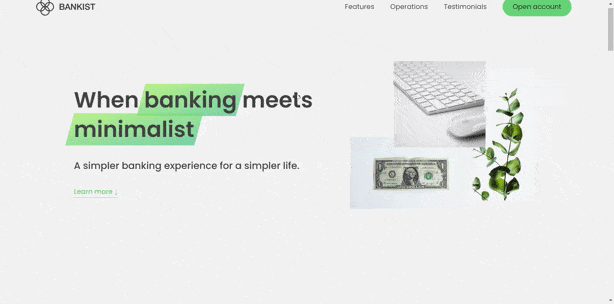 BANKIST
Features Operations Testimonials Open account
When banking meets
minimalist
A simpler banking experience for a simpler life.
Learn more ↓